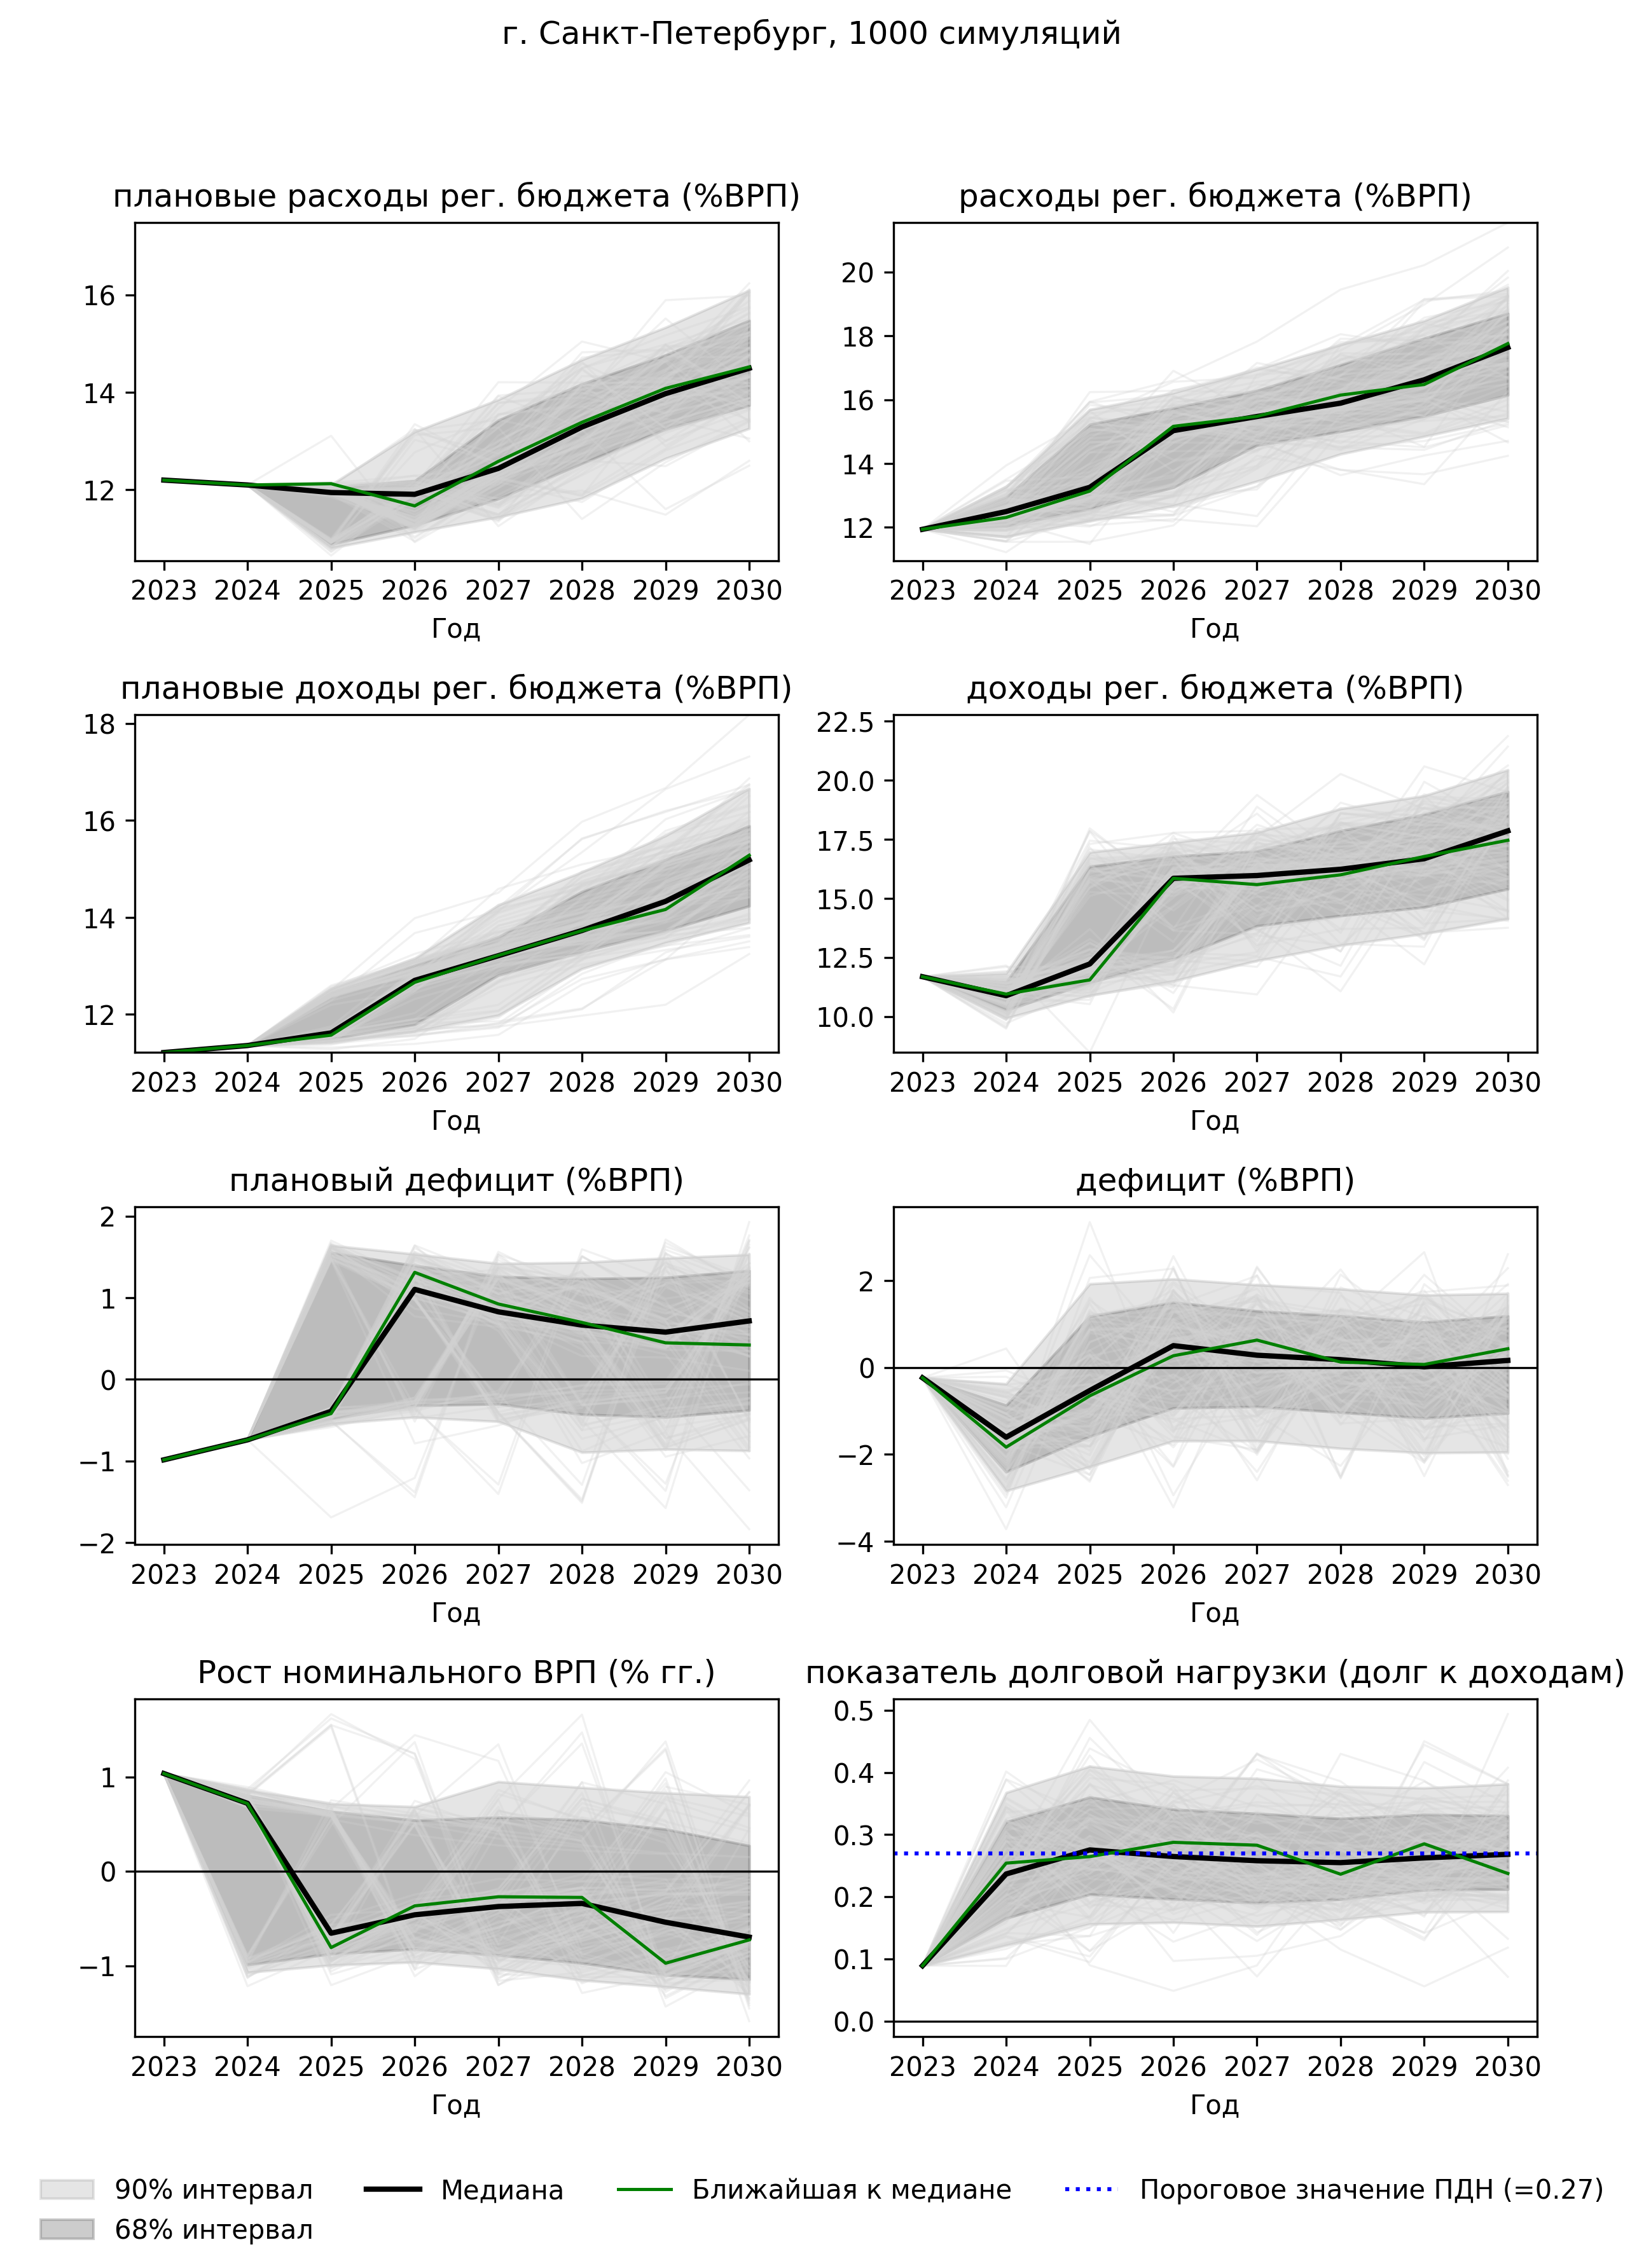 г. Санкт-Петербург, 1000 симуляций
плановые расходы рег. бюджета (%ВРП)
16
14
12
2023 2024 2025 2026 2027 2028 2029 2030
Год
расходы рег. бюджета (%ВРП)
20
18
16
14
12
2023 2024 2025 2026 2027 2028 2029 2030
Год
плановые доходы рег. бюджета (%ВРП)
18
16
14
12
2023 2024 2025 2026 2027 2028 2029 2030
Год
доходы рег. бюджета (%ВРП)
22.5
20.0
17.5
15.0
12.5
10.0
2023 2024 2025 2026 2027 2028 2029 2030
Год
плановый дефицит (%ВРП)
2
1
0
−1
−2
2023 2024 2025 2026 2027 2028 2029 2030
Год
дефицит (%ВРП)
2
0
−2
−4
2023 2024 2025 2026 2027 2028 2029 2030
Год
Рост номинального ВРП (% гг.)
1
0
−1
2023 2024 2025 2026 2027 2028 2029 2030
Год
показатель долговой нагрузки (долг к доходам)
0.5
0.4
0.3
0.2
0.1
0.0
2023 2024 2025 2026 2027 2028 2029 2030
Год
90% интервал
68% интервал
Медиана
Ближайшая к медиане
Пороговое значение ПДН (=0.27)